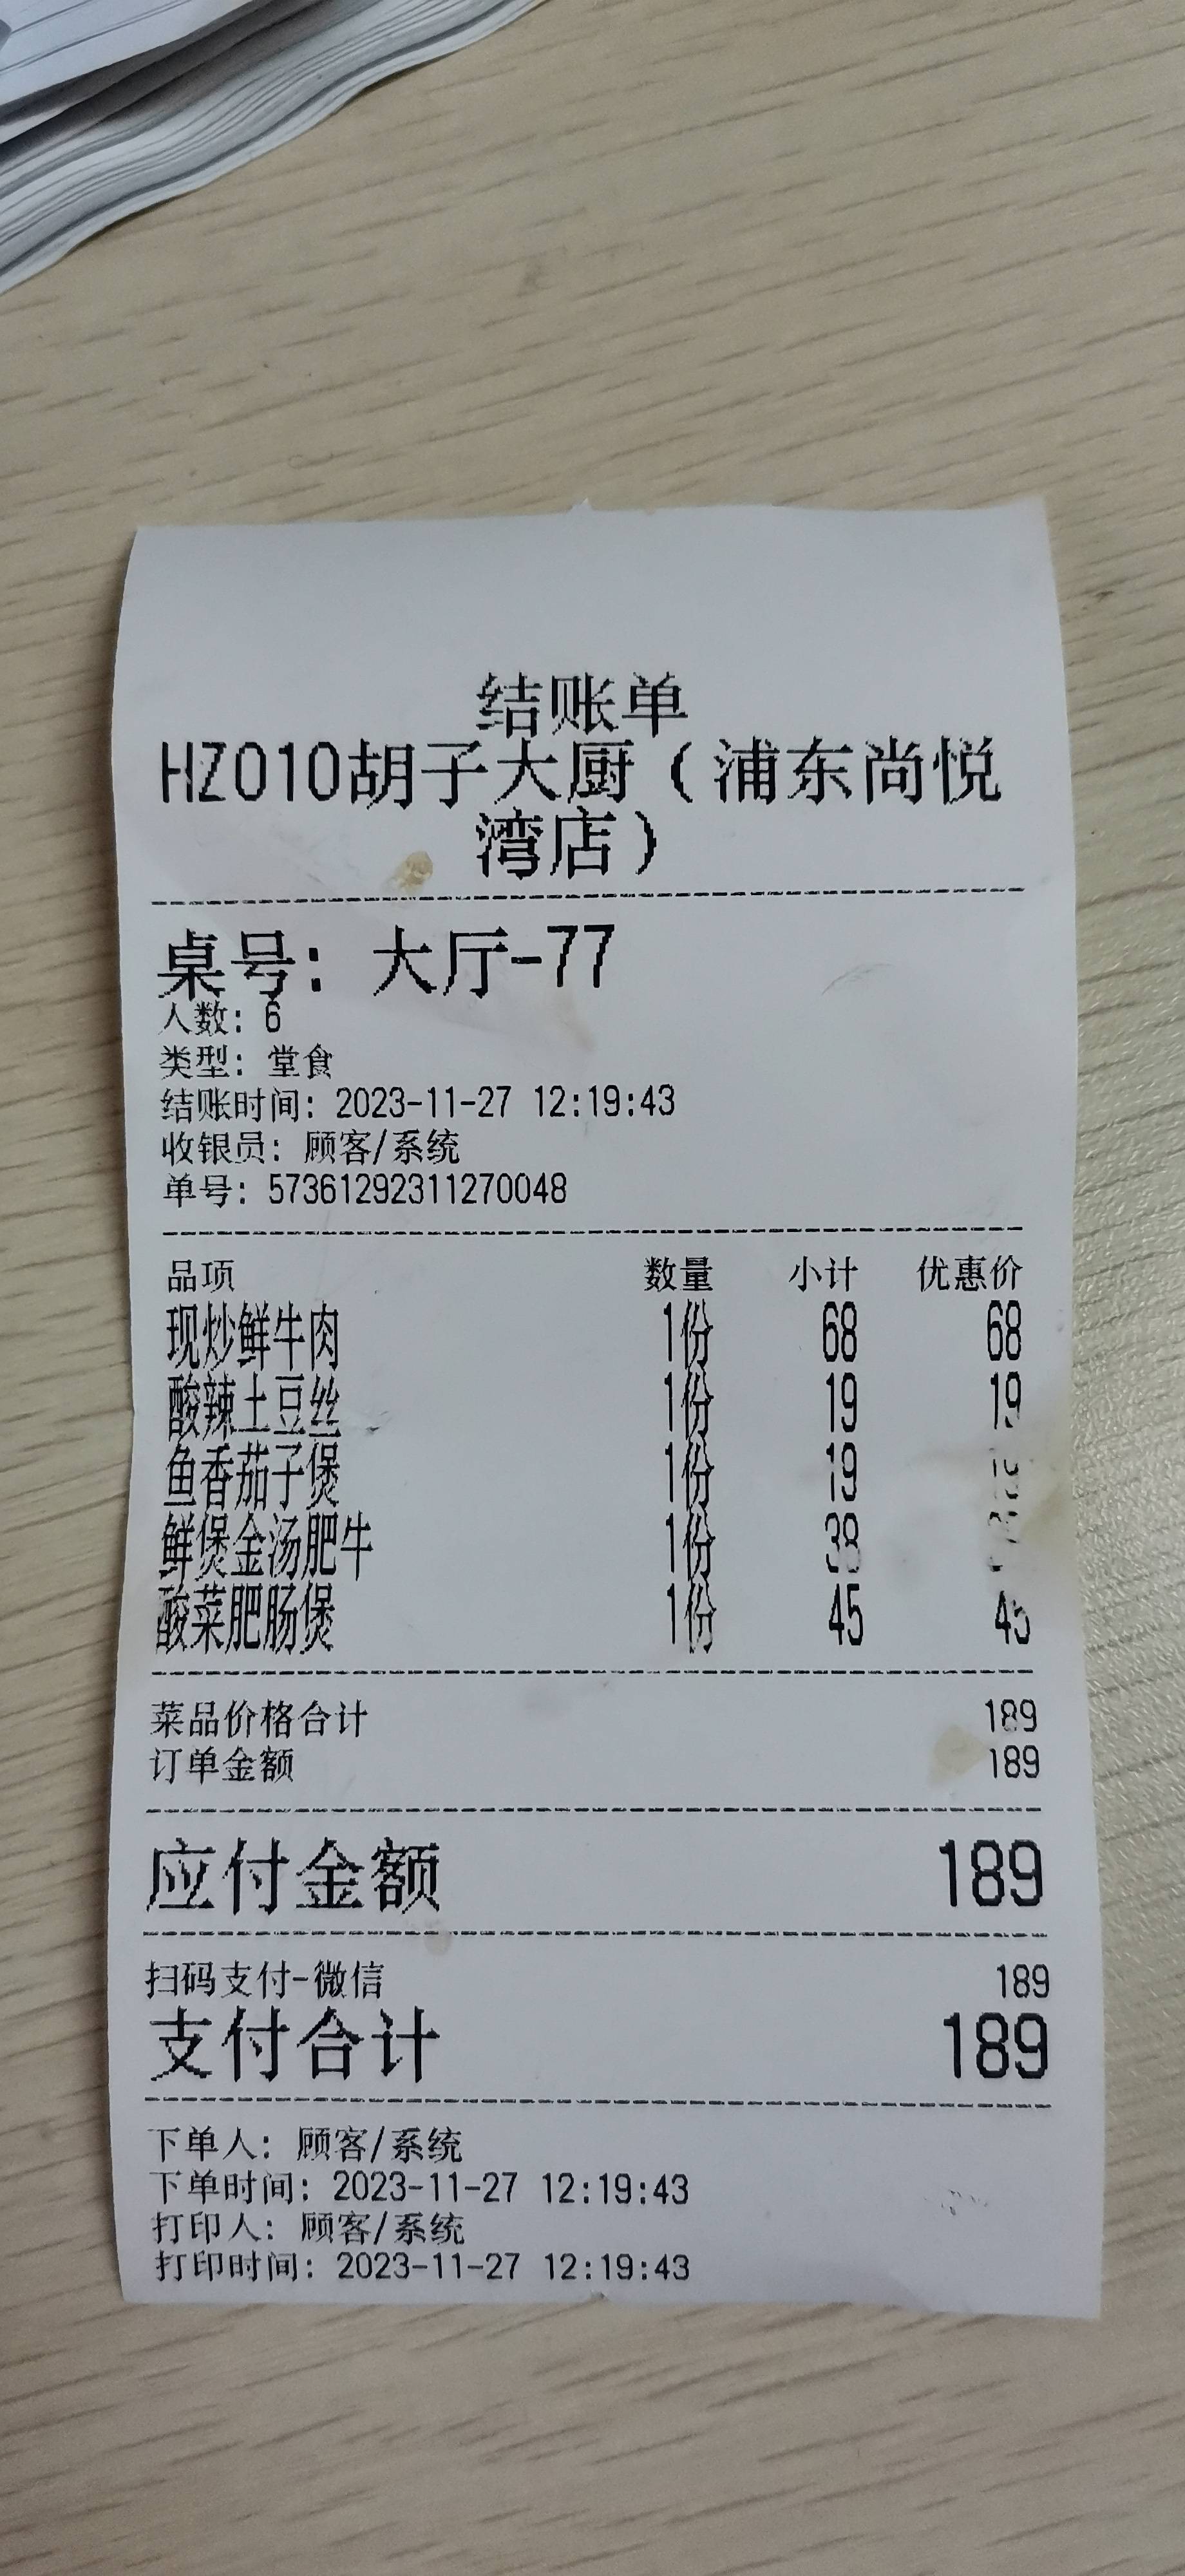 结账单
HZ010胡子大厨（浦东尚悦
湾店）
桌号：大厅-77
人数：6
类型：堂食
结账时间：2023-11-27 12:19:43
收银员：顾客/系统
单号：57361292311270048
品项 数量 小计 优惠价
现炒鲜牛肉 1份 68 68
酸辣土豆丝 1份 19 19
鱼香茄子煲 1份 19
鲜煲金汤肥牛 1份 38
酸菜肥肠煲 1份 45 45
菜品价格合计 189
订单金额 189
应付金额 189
扫码支付-微信 189
支付合计 189
下单人：顾客/系统
下单时间：2023-11-27 12:19:43
打印人：顾客/系统
打印时间：2023-11-27 12:19:43